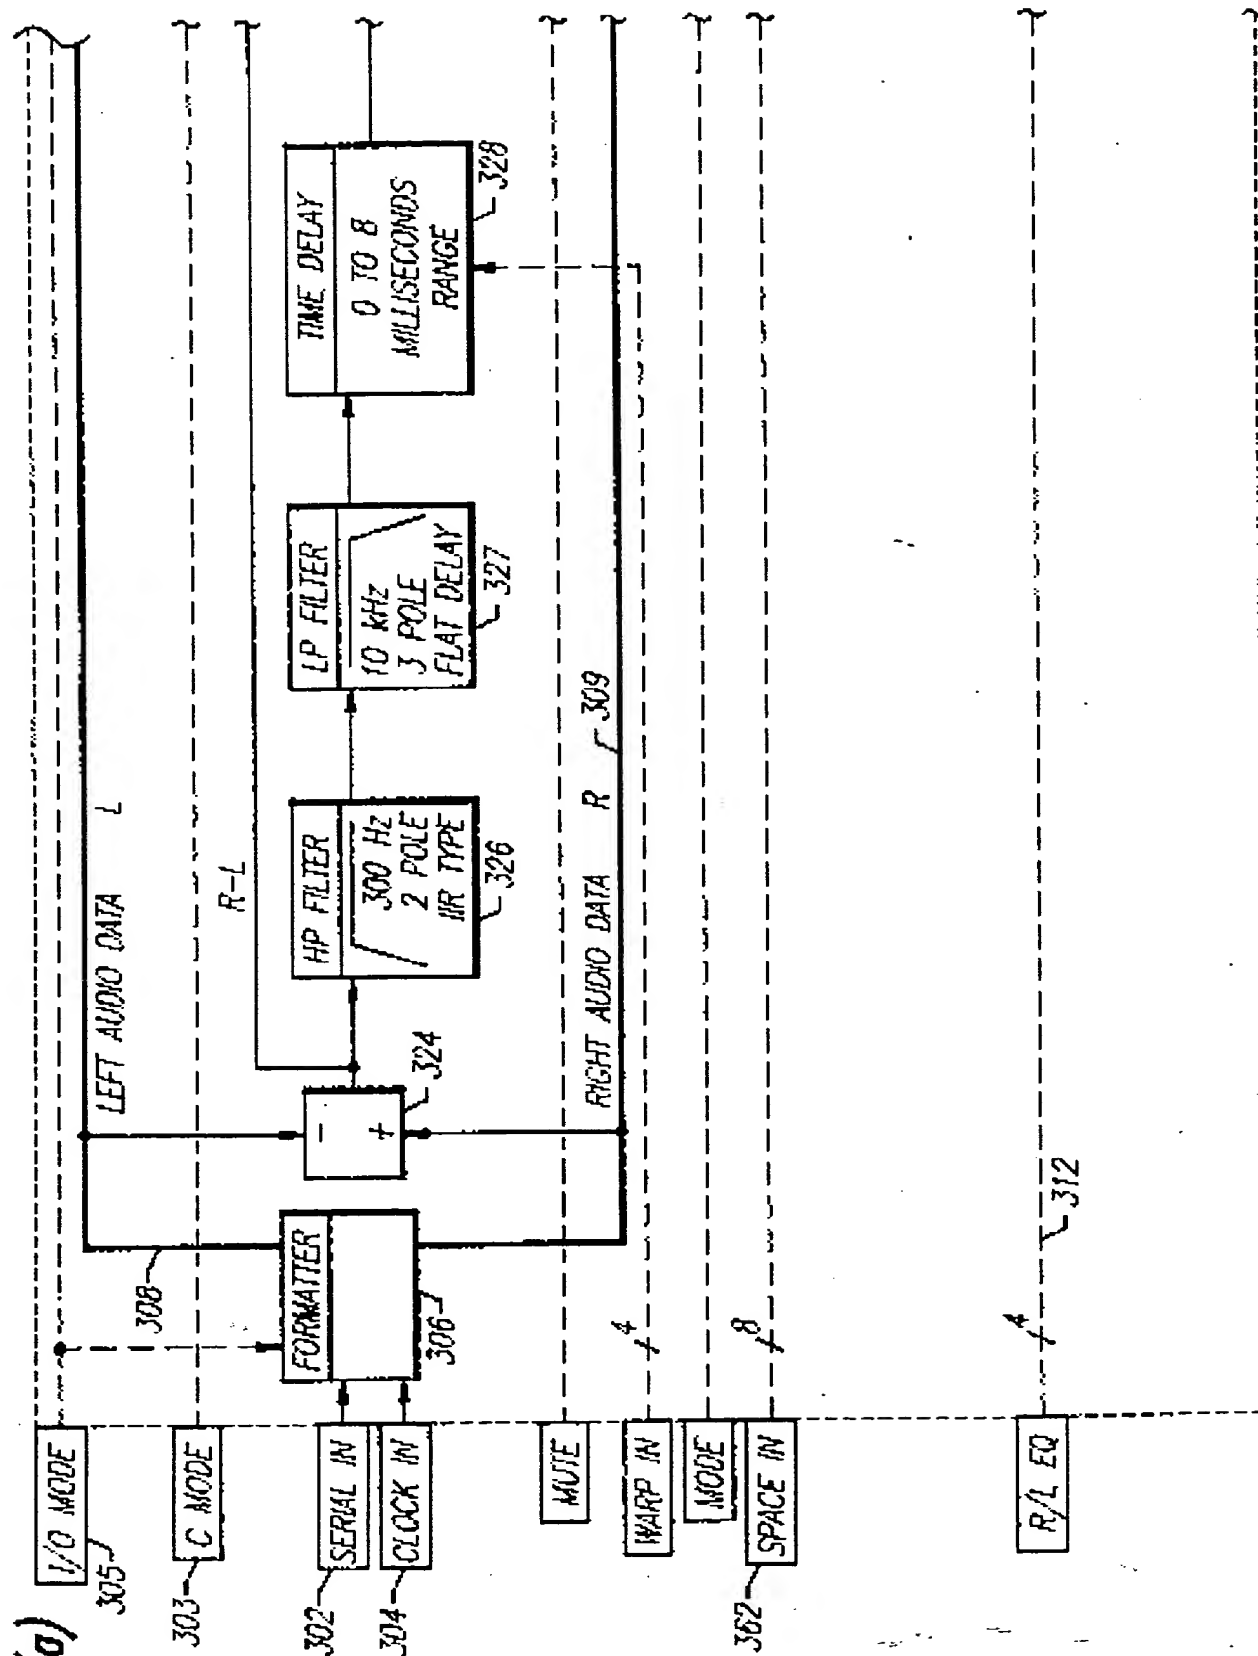 (a)
I/O MODE
305
303
C MODE
302
SERIAL IN
304
CLOCK IN
MUTE
WARP IN
4
MODE
362
SPACE IN
8
R/L EQ
4
312
308
FORMATTER
306
LEFT AUDIO DATA L
R-L
-
+
324
HP FILTER
300 Hz
2 POLE
IIR TYPE
326
LP FILTER
10 kHz
3 POLE
FLAT DELAY
327
TIME DELAY
0 TO 8
MILLISECONDS
RANGE
328
RIGHT AUDIO DATA R
309